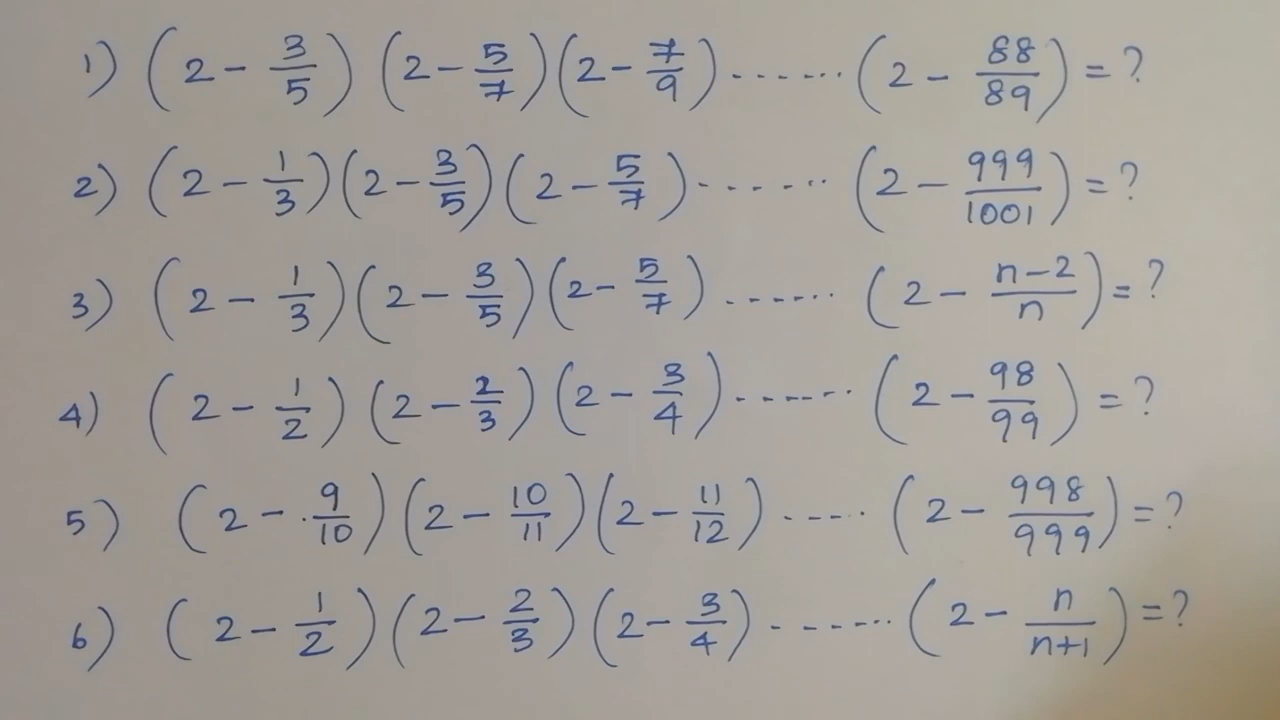 1) (2 - 3/5) (2 - 5/7) (2 - 7/9) ....... (2 - 88/89) = ?
2) (2 - 1/3) (2 - 3/5) (2 - 5/7) ....... (2 - 999/1001) = ?
3) (2 - 1/3) (2 - 3/5) (2 - 5/7) ....... (2 - n-2/n) = ?
4) (2 - 1/2) (2 - 2/3) (2 - 3/4) ....... (2 - 98/99) = ?
5) (2 - 9/10) (2 - 10/11) (2 - 11/12) ..... (2 - 998/999) = ?
6) (2 - 1/2) (2 - 2/3) (2 - 3/4) ....... (2 - n/n+1) = ?